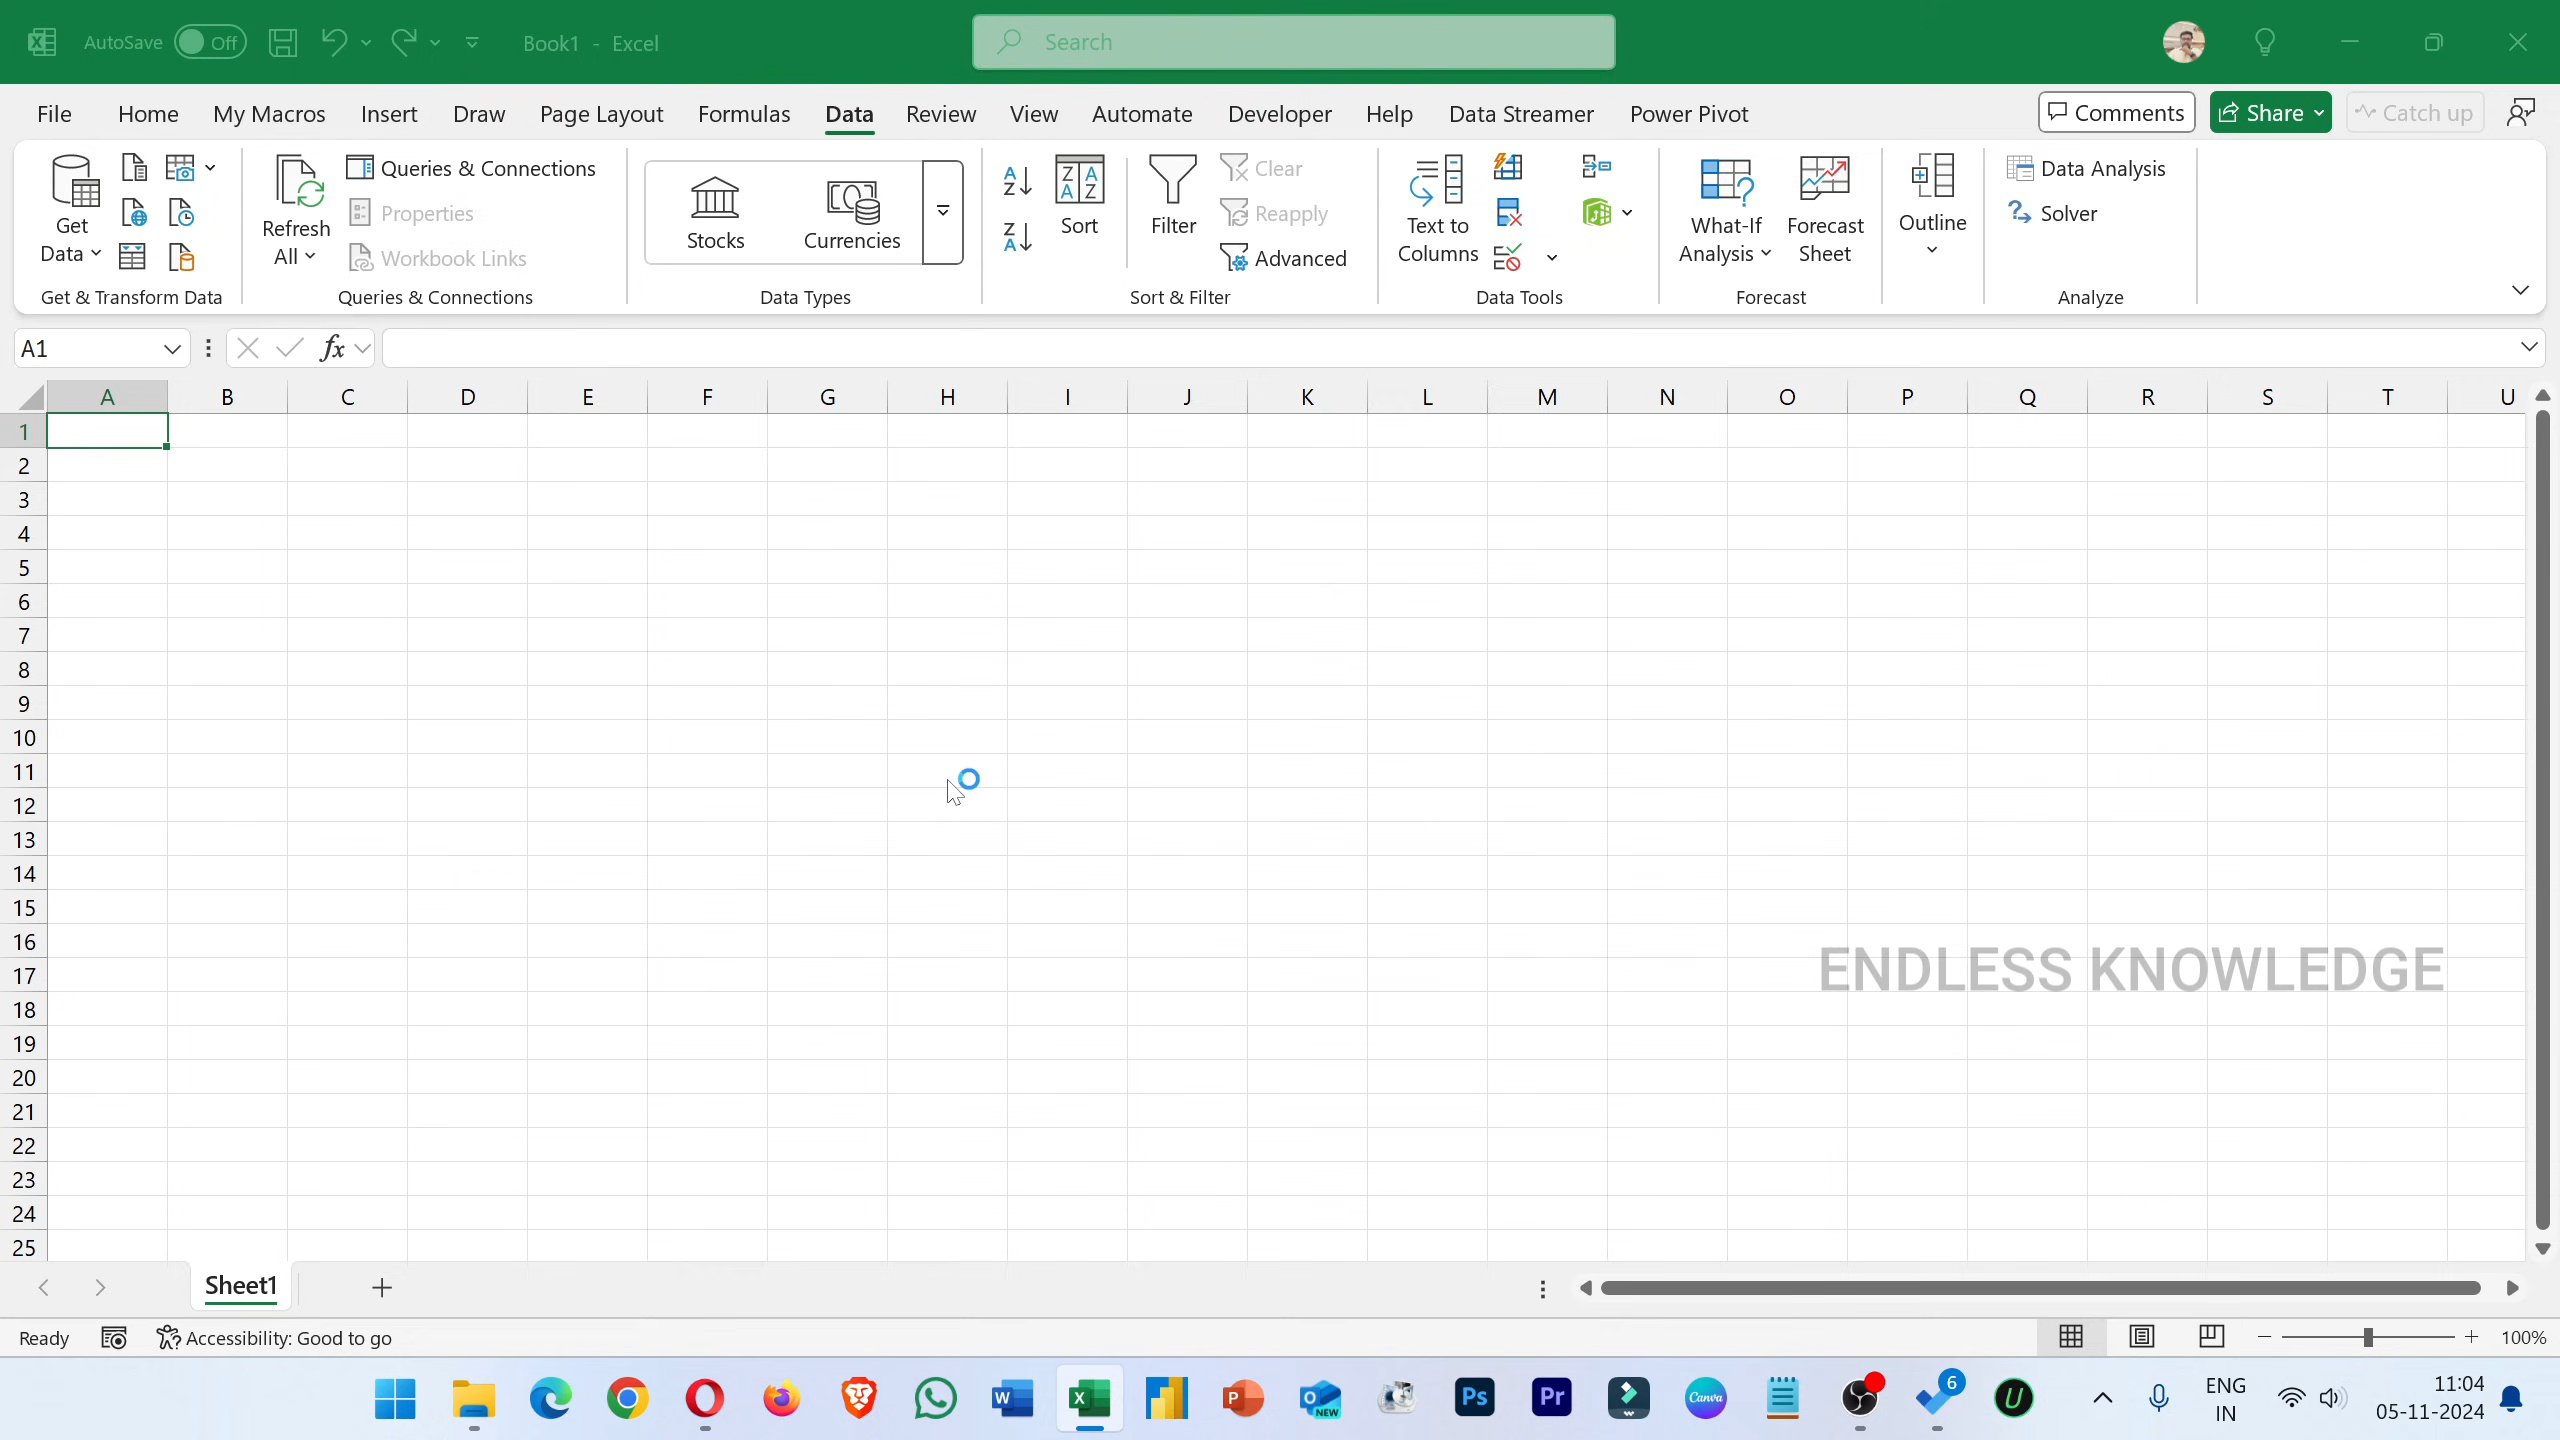 AutoSave Off Book1 - Excel Search
File Home My Macros Insert Draw Page Layout Formulas Data Review View Automate Developer Help Data Streamer Power Pivot Comments Share Catch up
Get Data
Refresh All
Queries & Connections
Properties
Workbook Links
Stocks
Currencies
Sort
Filter
Clear
Reapply
Advanced
Text to Columns
What-If Analysis
Forecast Sheet
Outline
Data Analysis
Solver
Get & Transform Data Queries & Connections Data Types Sort & Filter Data Tools Forecast Analyze
A1 fx
A B C D E F G H I J K L M N O P Q R S T U
1
2
3
4
5
6
7
8
9
10
11
12
13
14
15
16
17
ENDLESS KNOWLEDGE
18
19
20
21
22
23
24
25
Sheet1
Ready Accessibility: Good to go 100%
6 ENG 11:04
IN 05-11-2024